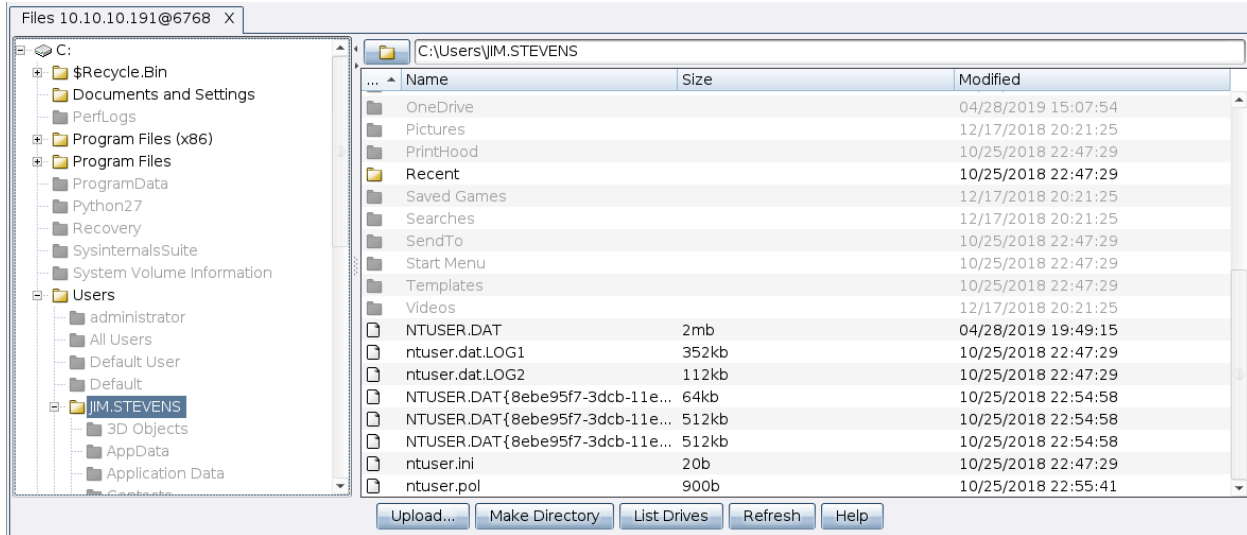 Files 10.10.10.191@6768 X
C:
$Recycle.Bin
Documents and Settings
PerfLogs
Program Files (x86)
Program Files
ProgramData
Python27
Recovery
SysinternalsSuite
System Volume Information
Users
administrator
All Users
Default User
Default
JIM.STEVENS
3D Objects
AppData
Application Data
Contacts
C:\Users\JIM.STEVENS
... Name Size Modified
OneDrive 04/28/2019 15:07:54
Pictures 12/17/2018 20:21:25
PrintHood 10/25/2018 22:47:29
Recent 10/25/2018 22:47:29
Saved Games 12/17/2018 20:21:25
Searches 12/17/2018 20:21:25
SendTo 10/25/2018 22:47:29
Start Menu 10/25/2018 22:47:29
Templates 10/25/2018 22:47:29
Videos 12/17/2018 20:21:25
NTUSER.DAT 2mb 04/28/2019 19:49:15
ntuser.dat.LOG1 352kb 10/25/2018 22:47:29
ntuser.dat.LOG2 112kb 10/25/2018 22:47:29
NTUSER.DAT{8ebe95f7-3dcb-11e... 64kb 10/25/2018 22:54:58
NTUSER.DAT{8ebe95f7-3dcb-11e... 512kb 10/25/2018 22:54:58
NTUSER.DAT{8ebe95f7-3dcb-11e... 512kb 10/25/2018 22:54:58
ntuser.ini 20b 10/25/2018 22:47:29
ntuser.pol 900b 10/25/2018 22:55:41
Upload... Make Directory List Drives Refresh Help